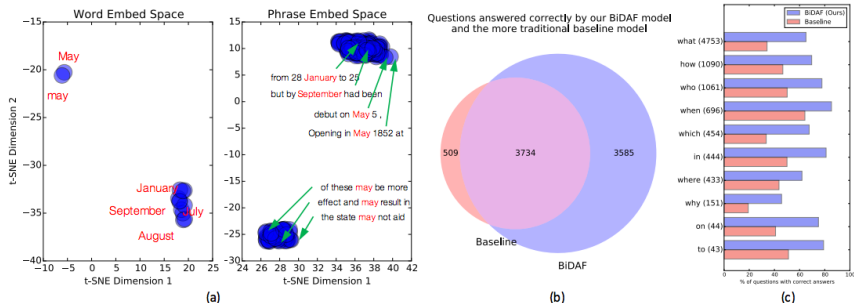 Word Embed Space
−15
−20
−25
−30
−35
−40
t-SNE Dimension 2
May
may
January
September
July
August
−10 −5 0 5 10 15 20 25
t-SNE Dimension 1
Phrase Embed Space
15
10
5
0
−5
−10
−15
−20
−25
−30
from 28 January to 25
but by September had been
debut on May 5 ,
Opening in May 1852 at
of these may be more
effect and may result in
the state may not aid
24 26 28 30 32 34 36 38 40 42
t-SNE Dimension 1
(a)
Questions answered correctly by our BiDAF model
and the more traditional baseline model
509 3734 3585
Baseline
BiDAF
(b)
BiDAF (Ours)
Baseline
what (4753)
how (1090)
who (1061)
when (696)
which (454)
in (444)
where (433)
why (151)
on (44)
to (43)
0 20 40 60 80 100
% of questions with correct answers
(c)